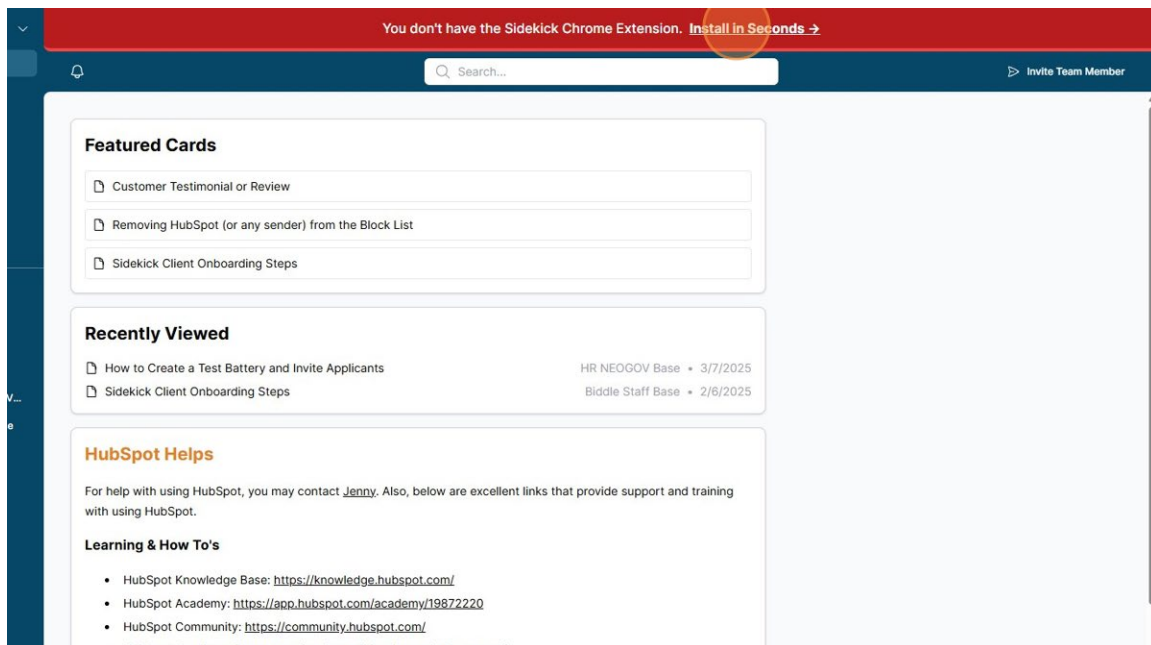 You don't have the Sidekick Chrome Extension. Install in Seconds →
Search...
Invite Team Member
Featured Cards
Customer Testimonial or Review
Removing HubSpot (or any sender) from the Block List
Sidekick Client Onboarding Steps
Recently Viewed
How to Create a Test Battery and Invite Applicants HR NEOGOV Base • 3/7/2025
Sidekick Client Onboarding Steps Biddle Staff Base • 2/6/2025
V...
e
HubSpot Helps
For help with using HubSpot, you may contact Jenny. Also, below are excellent links that provide support and training
with using HubSpot.
Learning & How To's
• HubSpot Knowledge Base: https://knowledge.hubspot.com/
• HubSpot Academy: https://app.hubspot.com/academy/19872220
• HubSpot Community: https://community.hubspot.com/